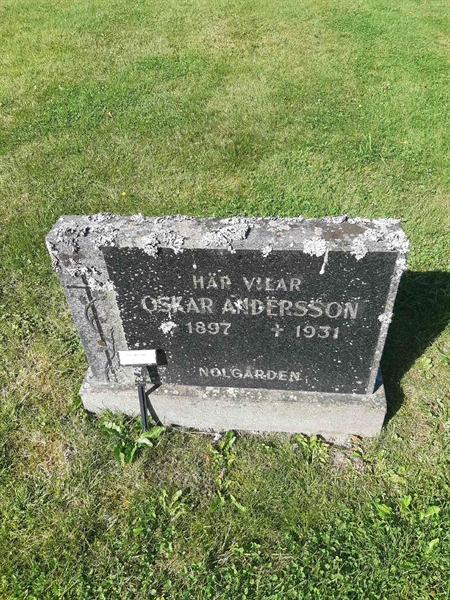 HÄR VILAR
OSKAR ANDERSSON
1897 † 1931
NOLGÅRDEN